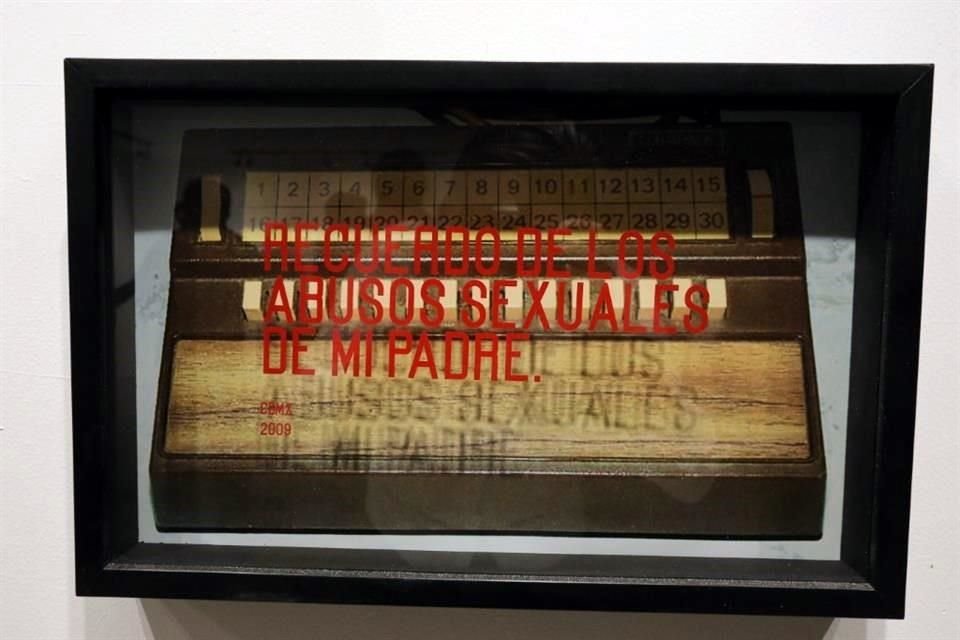 1 2 3 4 5 6 7 8 9 10 11 12 13 14 15
16 17 18 19 20 21 22 23 24 25 26 27 28 29 30
RECUERDO DE LOS
ABUSOS SEXUALES
DE MI PADRE.
CDMX
2009